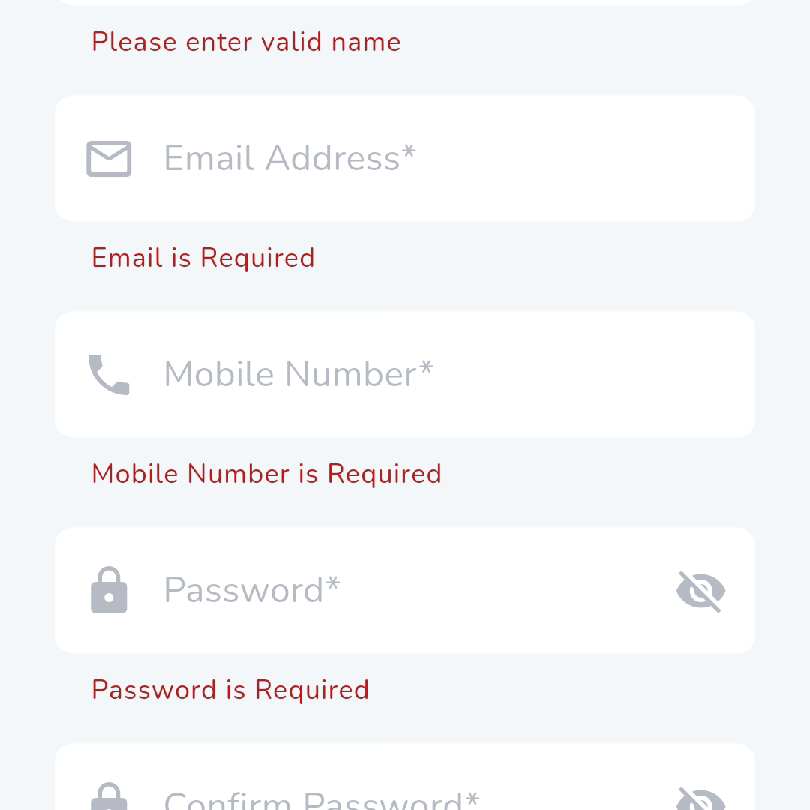 Please enter valid name
Email Address*
Email is Required
Mobile Number*
Mobile Number is Required
Password*
Password is Required
Confirm Password*